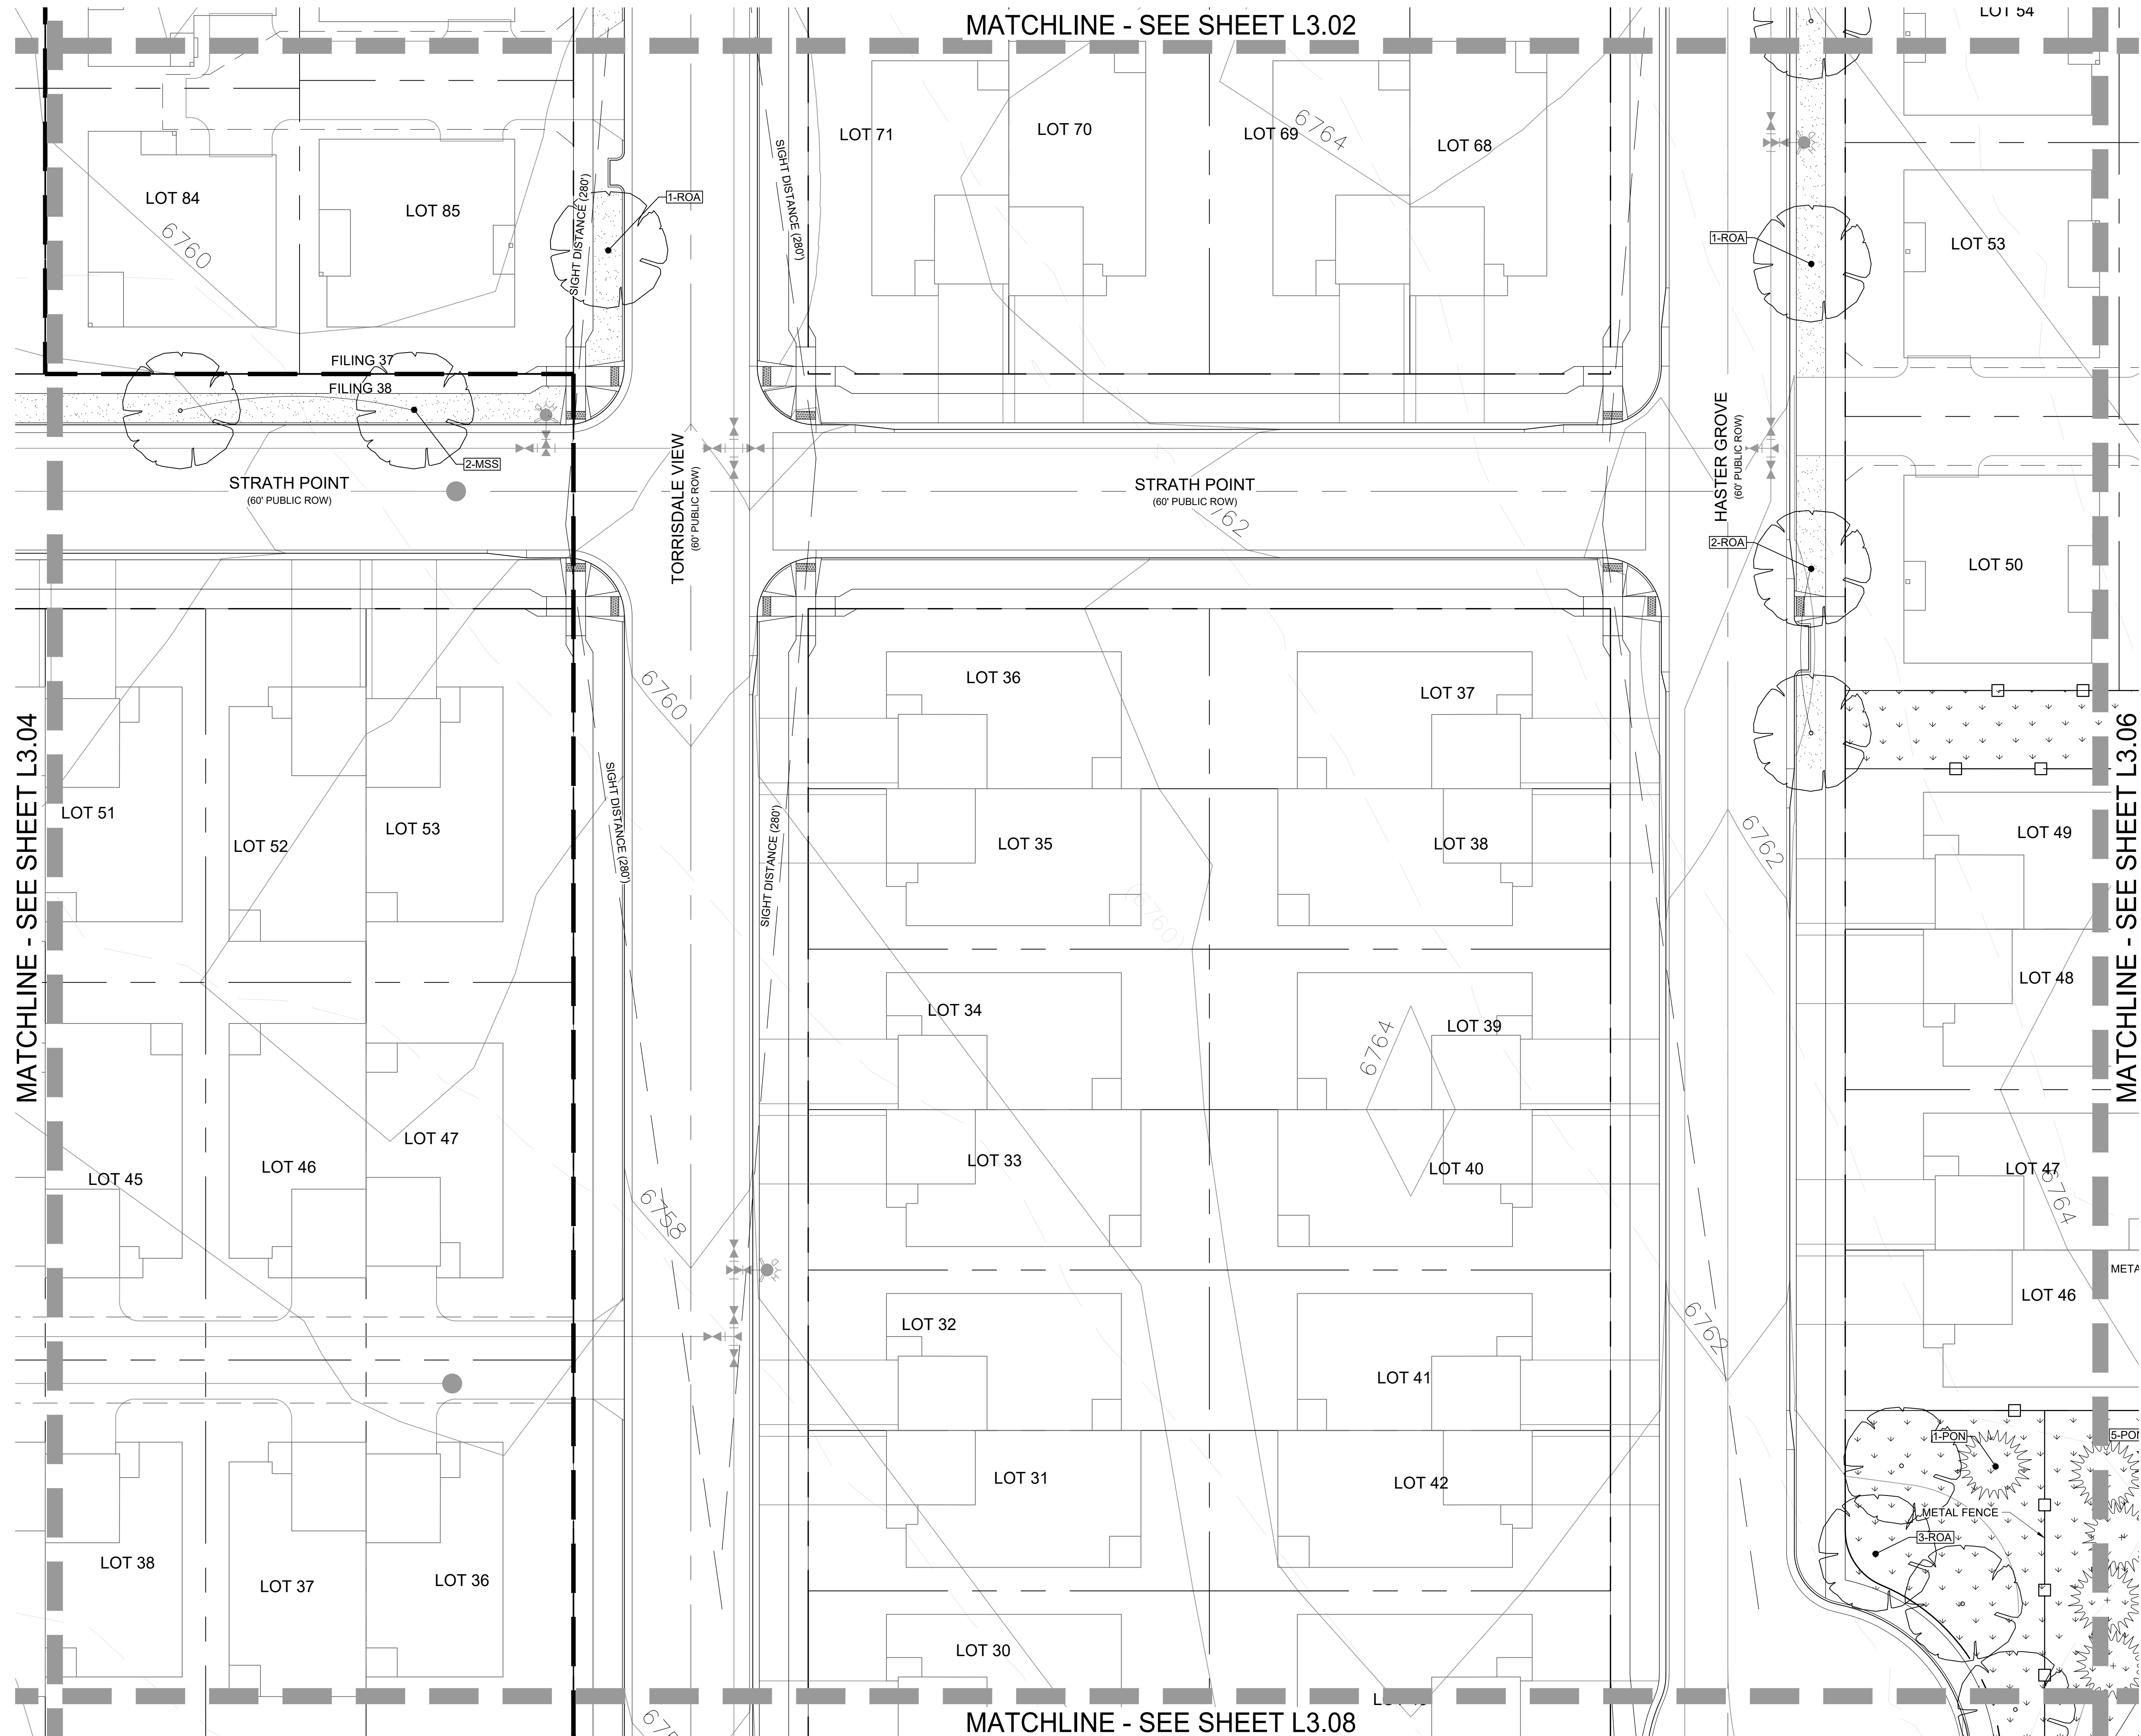 MATCHLINE - SEE SHEET L3.02
LOT 54
LOT 71
LOT 70
LOT 69
6764
LOT 68
SIGHT DISTANCE (280')
SIGHT DISTANCE (280')
LOT 84
LOT 85
1-ROA
6760
1-ROA
LOT 53
FILING 37
FILING 38
2-MSS
STRATH POINT
(60' PUBLIC ROW)
TORRISDALE VIEW
(60' PUBLIC ROW)
STRATH POINT
(60' PUBLIC ROW)
HASTER GROVE
(60' PUBLIC ROW)
2-ROA
LOT 50
6760
LOT 36
LOT 37
MATCHLINE - SEE SHEET L3.04
MATCHLINE - SEE SHEET L3.06
LOT 51
LOT 52
LOT 53
SIGHT DISTANCE (280')
SIGHT DISTANCE (280')
LOT 35
LOT 38
6762
LOT 49
(6760)
LOT 48
LOT 34
6764
LOT 39
LOT 45
LOT 46
LOT 47
LOT 33
LOT 40
LOT 47
6764
6758
LOT 46
LOT 32
6762
LOT 41
1-PON
LOT 31
LOT 42
METAL FENCE
3-ROA
LOT 38
LOT 37
LOT 36
LOT 30
MATCHLINE - SEE SHEET L3.08